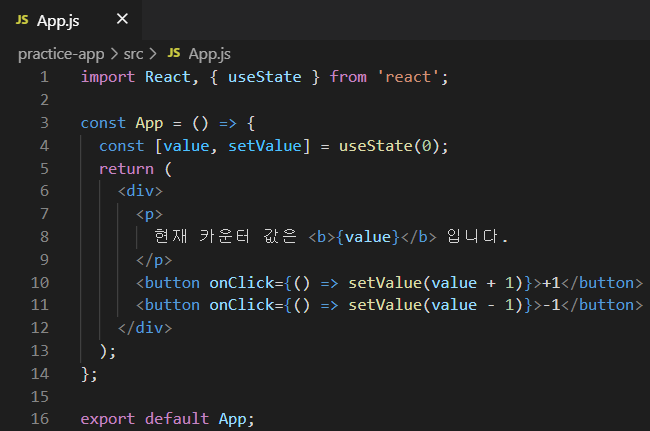 JS App.js ×
practice-app > src > JS App.js
1 import React, { useState } from 'react';
2
3 const App = () => {
4   const [value, setValue] = useState(0);
5   return (
6     <div>
7       <p>
8         현재 카운터 값은 <b>{value}</b> 입니다.
9       </p>
10       <button onClick={() => setValue(value + 1)}>+1</button>
11       <button onClick={() => setValue(value - 1)}>-1</button>
12     </div>
13   );
14 };
15
16 export default App;